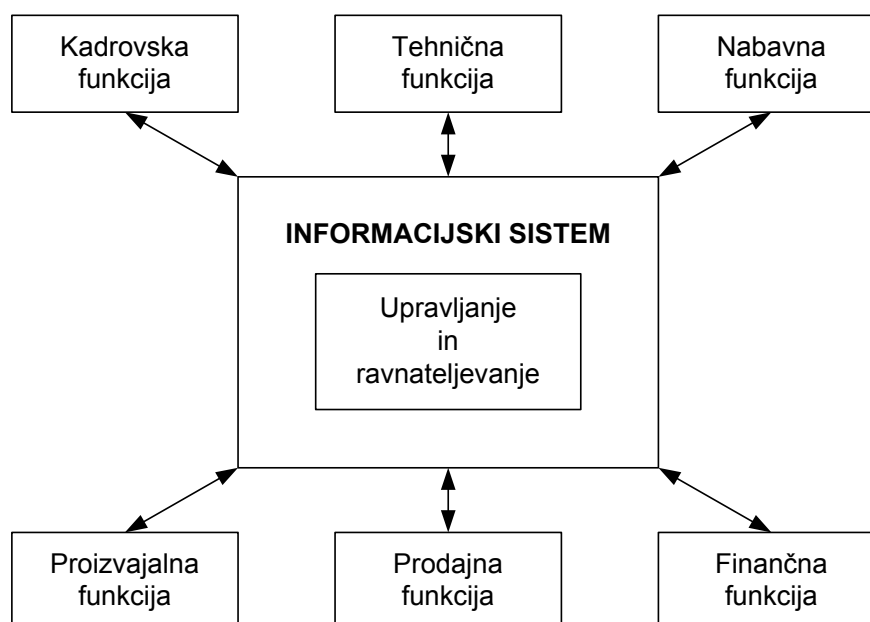 Kadrovska
funkcija
Tehnična
funkcija
Nabavna
funkcija
INFORMACIJSKI SISTEM
Upravljanje
in
ravnateljevanje
Proizvajalna
funkcija
Prodajna
funkcija
Finančna
funkcija